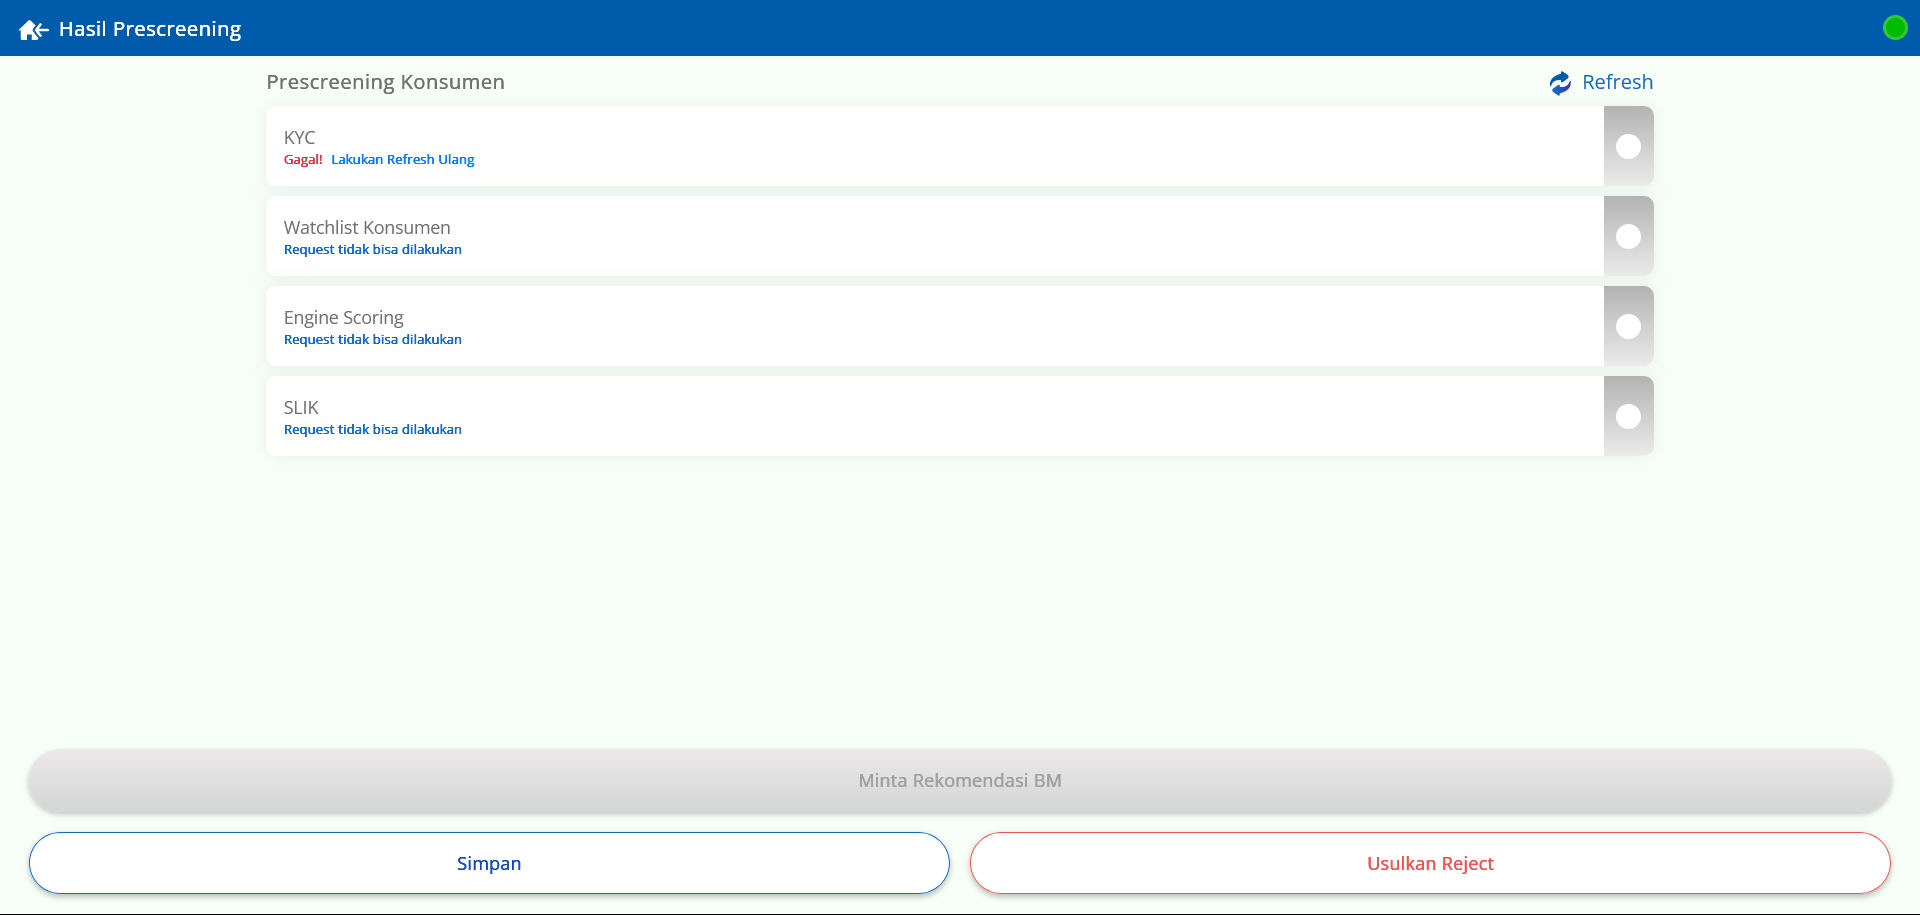 Hasil Prescreening
Prescreening Konsumen
Refresh
KYC
Gagal! Lakukan Refresh Ulang
Watchlist Konsumen
Request tidak bisa dilakukan
Engine Scoring
Request tidak bisa dilakukan
SLIK
Request tidak bisa dilakukan
Minta Rekomendasi BM
Simpan
Usulkan Reject